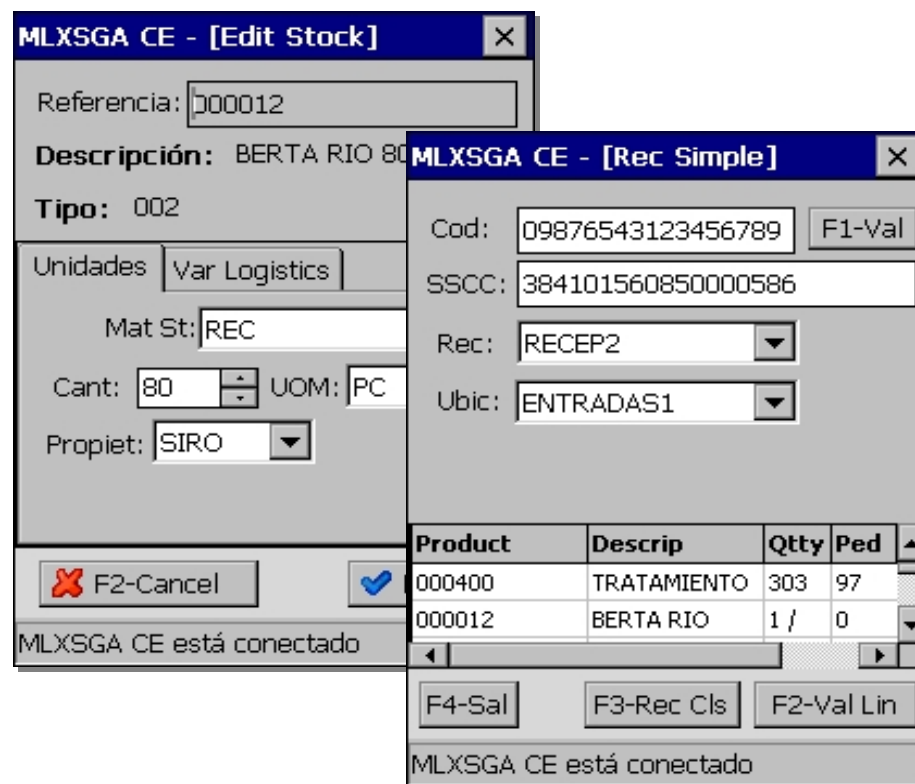 MLXSGA CE - [Edit Stock]
Referencia: 000012
Descripción: BERTA RIO 80
Tipo: 002
Unidades Var Logistics
Mat St: REC
Cant: 80 UOM: PC
Propiet: SIRO
F2-Cancel
MLXSGA CE está conectado
MLXSGA CE - [Rec Simple]
Cod: 09876543123456789 F1-Val
SSCC: 384101560850000586
Rec: RECEP2
Ubic: ENTRADAS1
Product Descrip Qtty Ped
000400 TRATAMIENTO 303 97
000012 BERTA RIO 1 / 0
F4-Sal F3-Rec Cls F2-Val Lin
MLXSGA CE está conectado